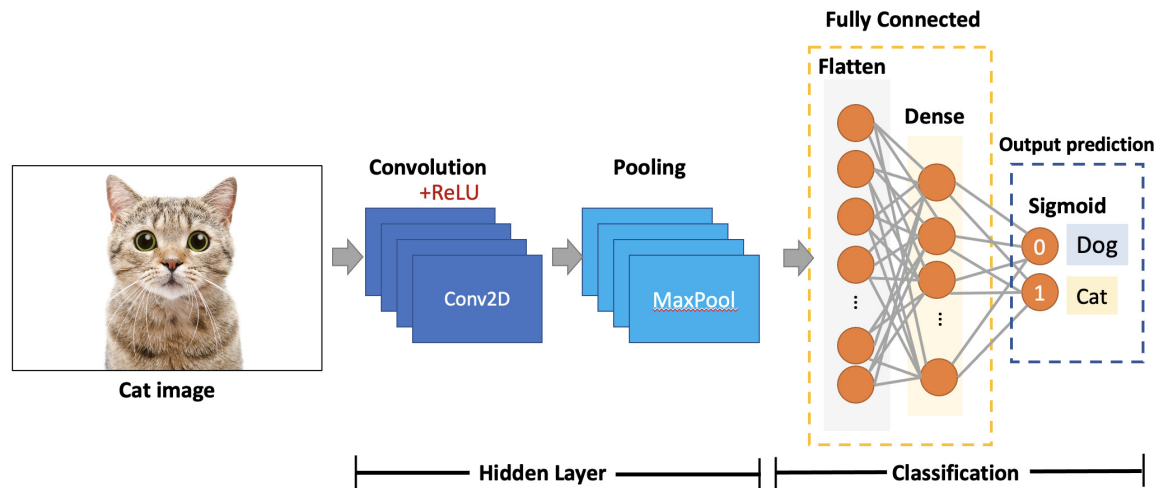 Fully Connected
Flatten
Dense
Output prediction
Convolution
+ReLU
Pooling
Sigmoid
0
Dog
1
Cat
Conv2D
MaxPool
...
...
Cat image
Hidden Layer
Classification